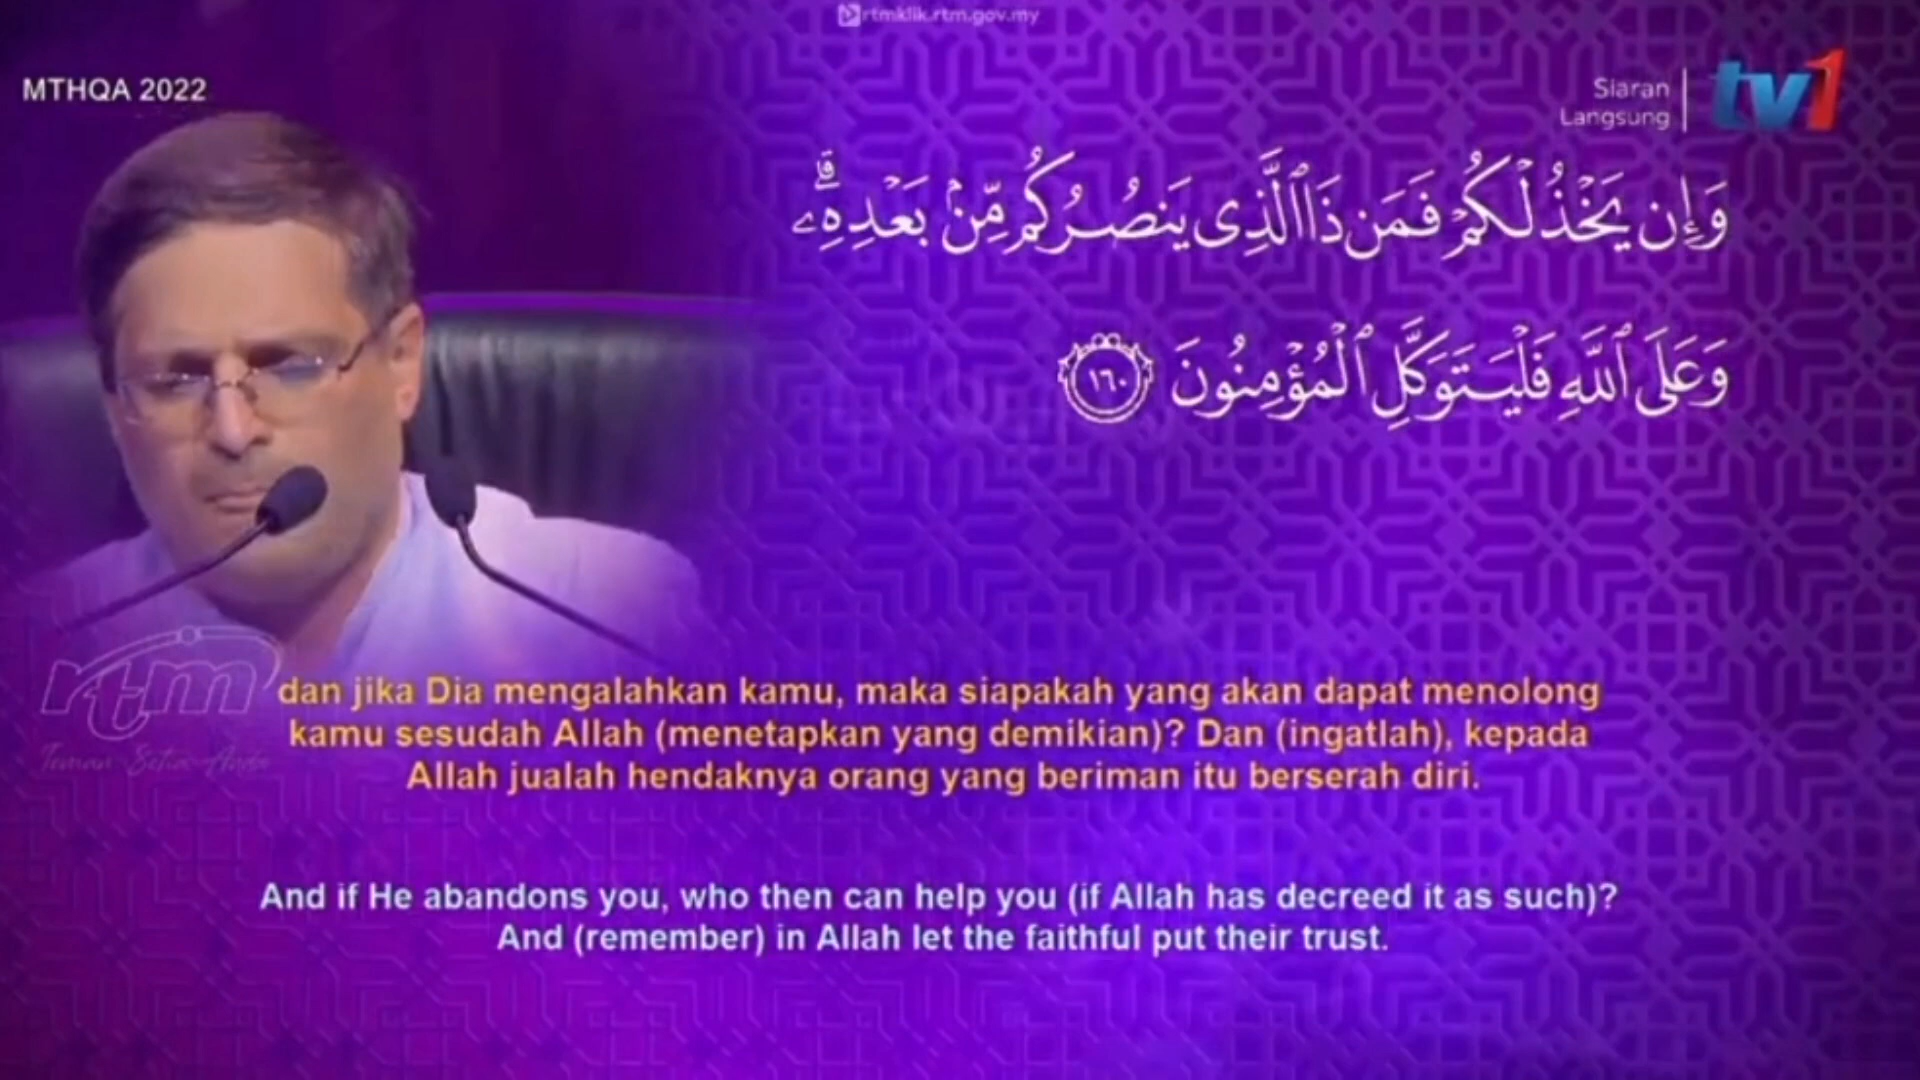 rtmklik.rtm.gov.my
MTHQA 2022
Siaran
Langsung
tv1
وَإِن يَخْذُلْكُمْ فَمَن ذَا ٱلَّذِى يَنصُرُكُم مِّنۢ بَعْدِهِۦ ۗ
وَعَلَى ٱللَّهِ فَلْيَتَوَكَّلِ ٱلْمُؤْمِنُونَ ١٦٠
rtm
Teman Setia Anda
dan jika Dia mengalahkan kamu, maka siapakah yang akan dapat menolong
kamu sesudah Allah (menetapkan yang demikian)? Dan (ingatlah), kepada
Allah jualah hendaknya orang yang beriman itu berserah diri.
And if He abandons you, who then can help you (if Allah has decreed it as such)?
And (remember) in Allah let the faithful put their trust.